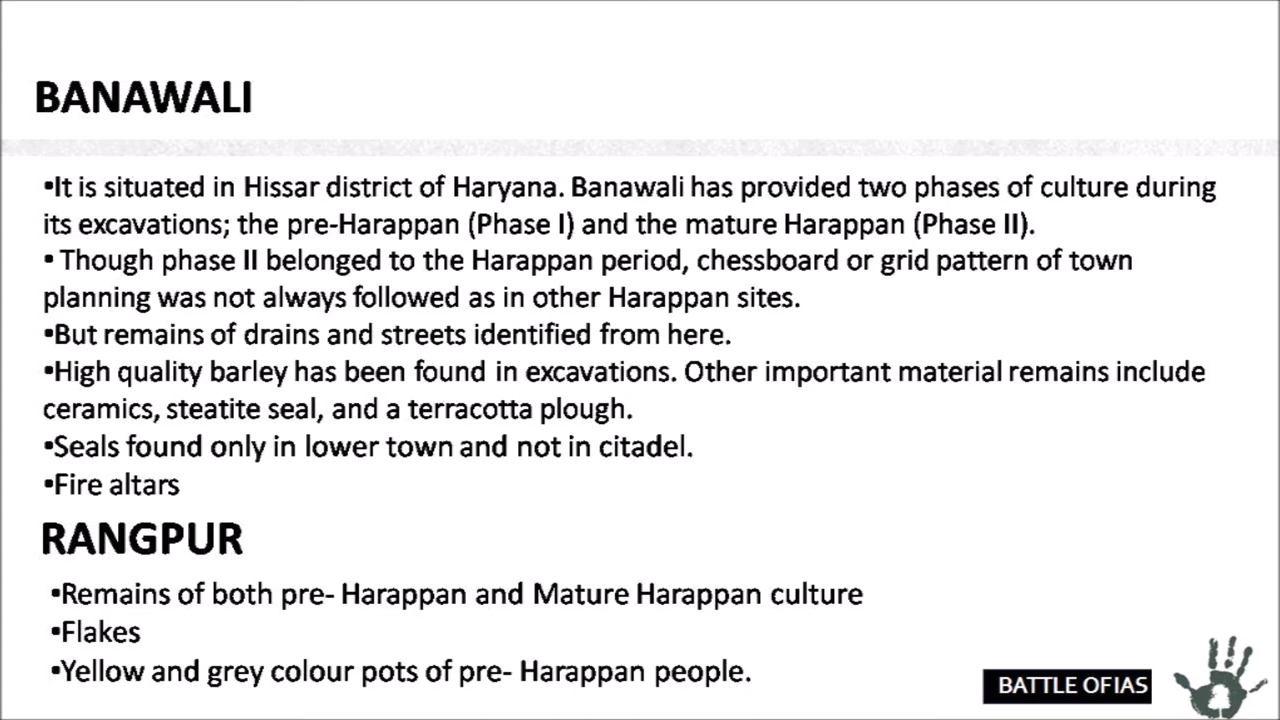 BANAWALI
•It is situated in Hissar district of Haryana. Banawali has provided two phases of culture during
its excavations; the pre-Harappan (Phase I) and the mature Harappan (Phase II).
• Though phase II belonged to the Harappan period, chessboard or grid pattern of town
planning was not always followed as in other Harappan sites.
•But remains of drains and streets identified from here.
•High quality barley has been found in excavations. Other important material remains include
ceramics, steatite seal, and a terracotta plough.
•Seals found only in lower town and not in citadel.
•Fire altars
RANGPUR
•Remains of both pre- Harappan and Mature Harappan culture
•Flakes
•Yellow and grey colour pots of pre- Harappan people.
BATTLE OF IAS